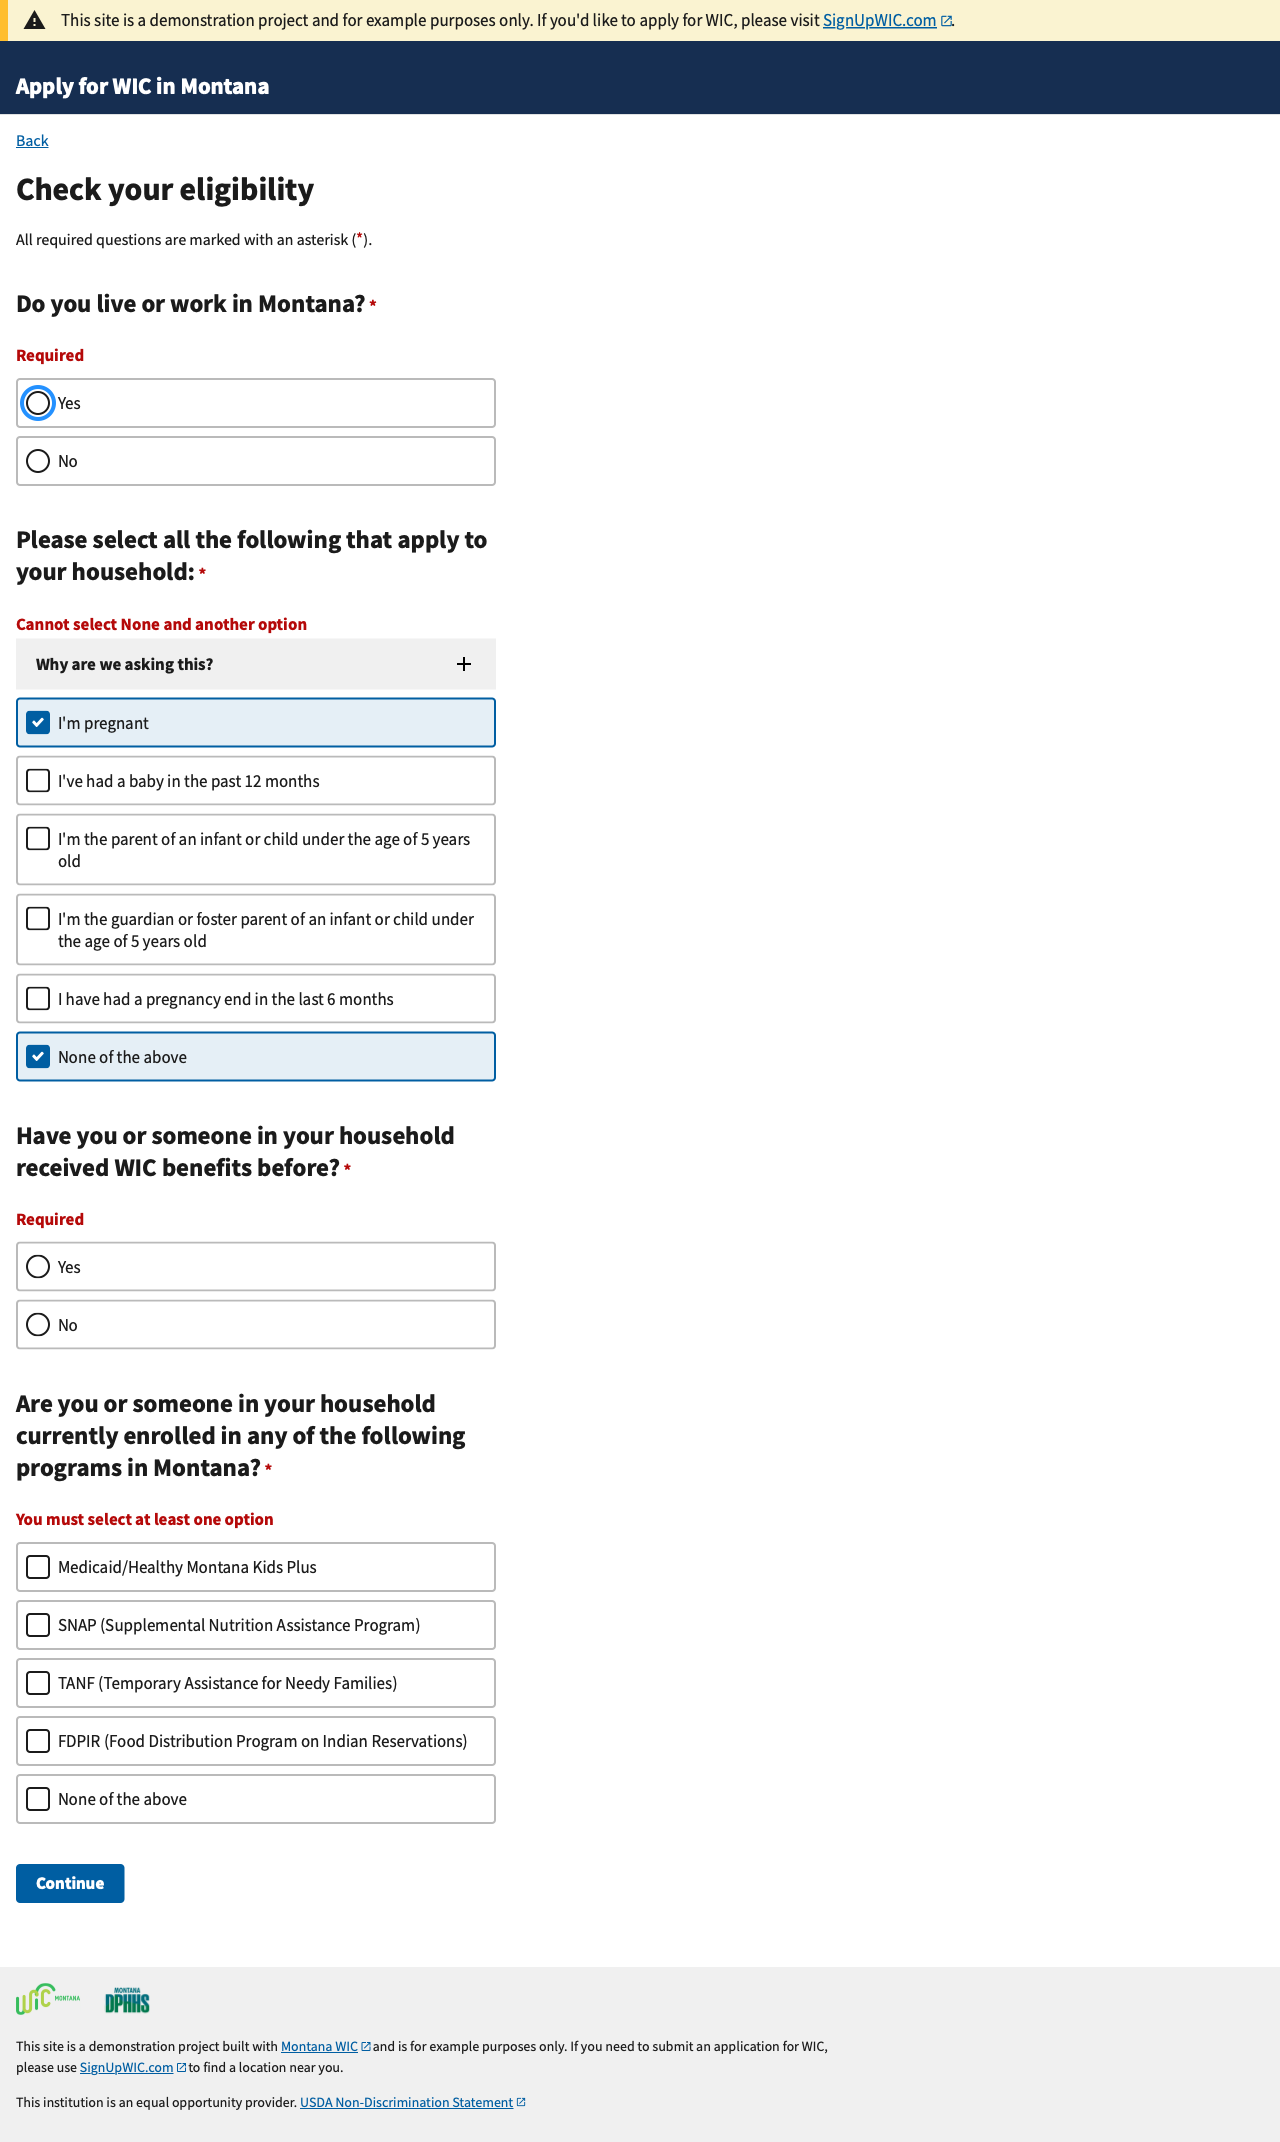 This site is a demonstration project and for example purposes only. If you'd like to apply for WIC, please visit SignUpWIC.com.
Apply for WIC in Montana
Back
Check your eligibility
All required questions are marked with an asterisk (*).
Do you live or work in Montana? *
Required
Yes
No
Please select all the following that apply to
your household: *
Cannot select None and another option
Why are we asking this?
I'm pregnant
I've had a baby in the past 12 months
I'm the parent of an infant or child under the age of 5 years
old
I'm the guardian or foster parent of an infant or child under
the age of 5 years old
I have had a pregnancy end in the last 6 months
None of the above
Have you or someone in your household
received WIC benefits before? *
Required
Yes
No
Are you or someone in your household
currently enrolled in any of the following
programs in Montana? *
You must select at least one option
Medicaid/Healthy Montana Kids Plus
SNAP (Supplemental Nutrition Assistance Program)
TANF (Temporary Assistance for Needy Families)
FDPIR (Food Distribution Program on Indian Reservations)
None of the above
Continue
WIC MONTANA
MONTANA
DPHHS
This site is a demonstration project built with Montana WIC and is for example purposes only. If you need to submit an application for WIC,
please use SignUpWIC.com to find a location near you.
This institution is an equal opportunity provider. USDA Non-Discrimination Statement